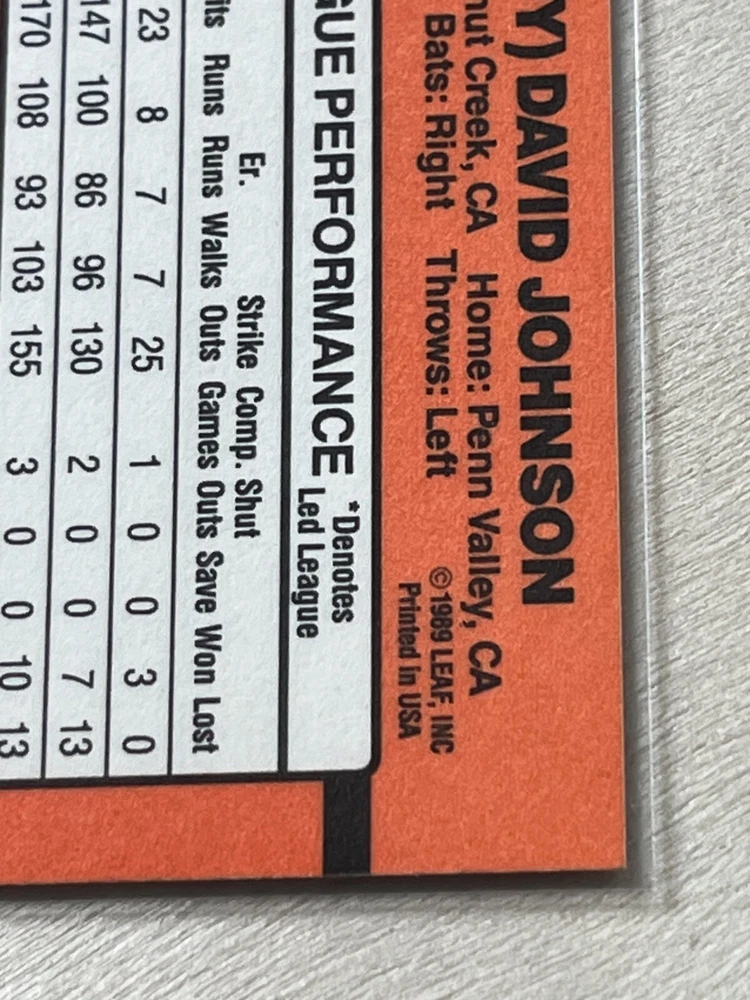 Y) DAVID JOHNSON
nut Creek, CA Home: Penn Valley, CA
Bats: Right Throws: Left
©1989 LEAF, INC
Printed in USA
GUE PERFORMANCE *Denotes
Led League
Er. Strike Comp. Shut
its Runs Runs Walks Outs Games Outs Save Won Lost
23 8 7 7 25 1 0 0 3 0
147 100 86 96 130 2 0 0 7 13
170 108 93 103 155 3 0 0 10 13